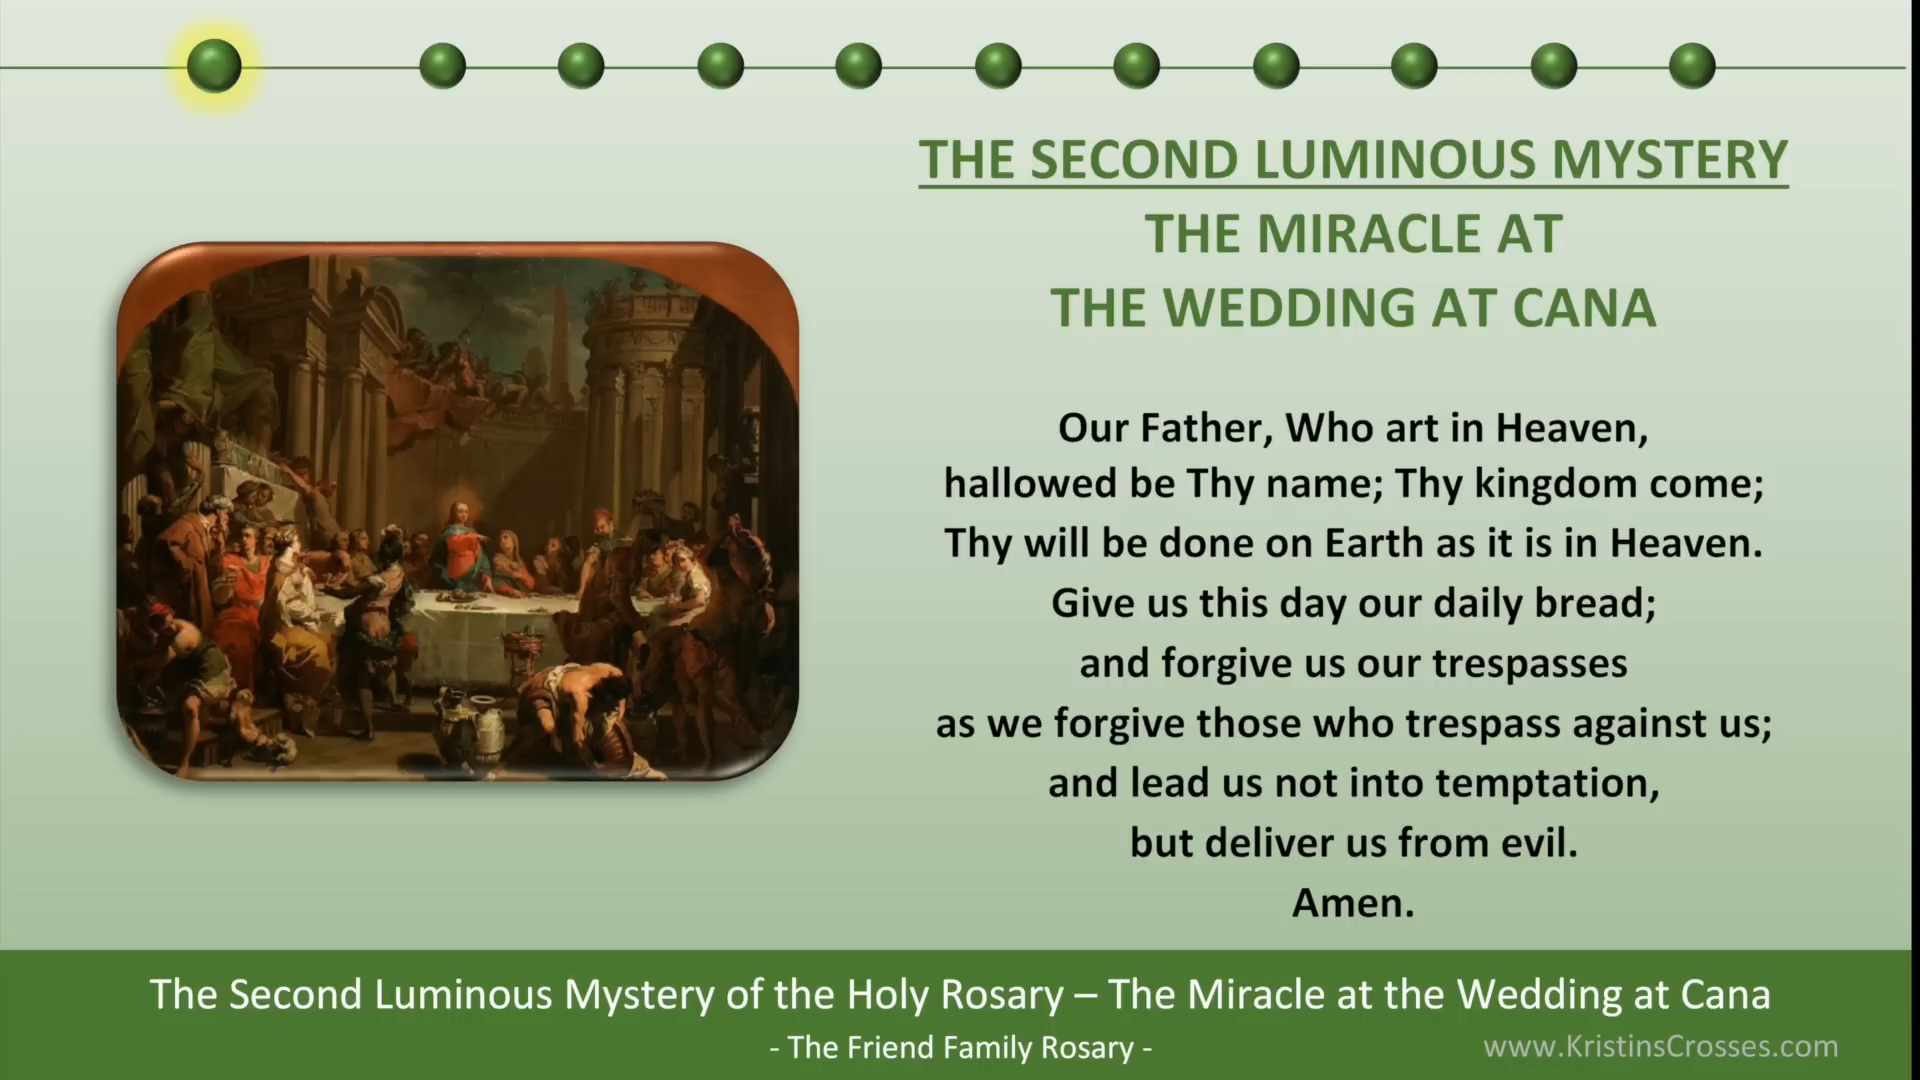 THE SECOND LUMINOUS MYSTERY
THE MIRACLE AT
THE WEDDING AT CANA
Our Father, Who art in Heaven,
hallowed be Thy name; Thy kingdom come;
Thy will be done on Earth as it is in Heaven.
Give us this day our daily bread;
and forgive us our trespasses
as we forgive those who trespass against us;
and lead us not into temptation,
but deliver us from evil.
Amen.
The Second Luminous Mystery of the Holy Rosary – The Miracle at the Wedding at Cana
- The Friend Family Rosary -
www.KristinsCrosses.com